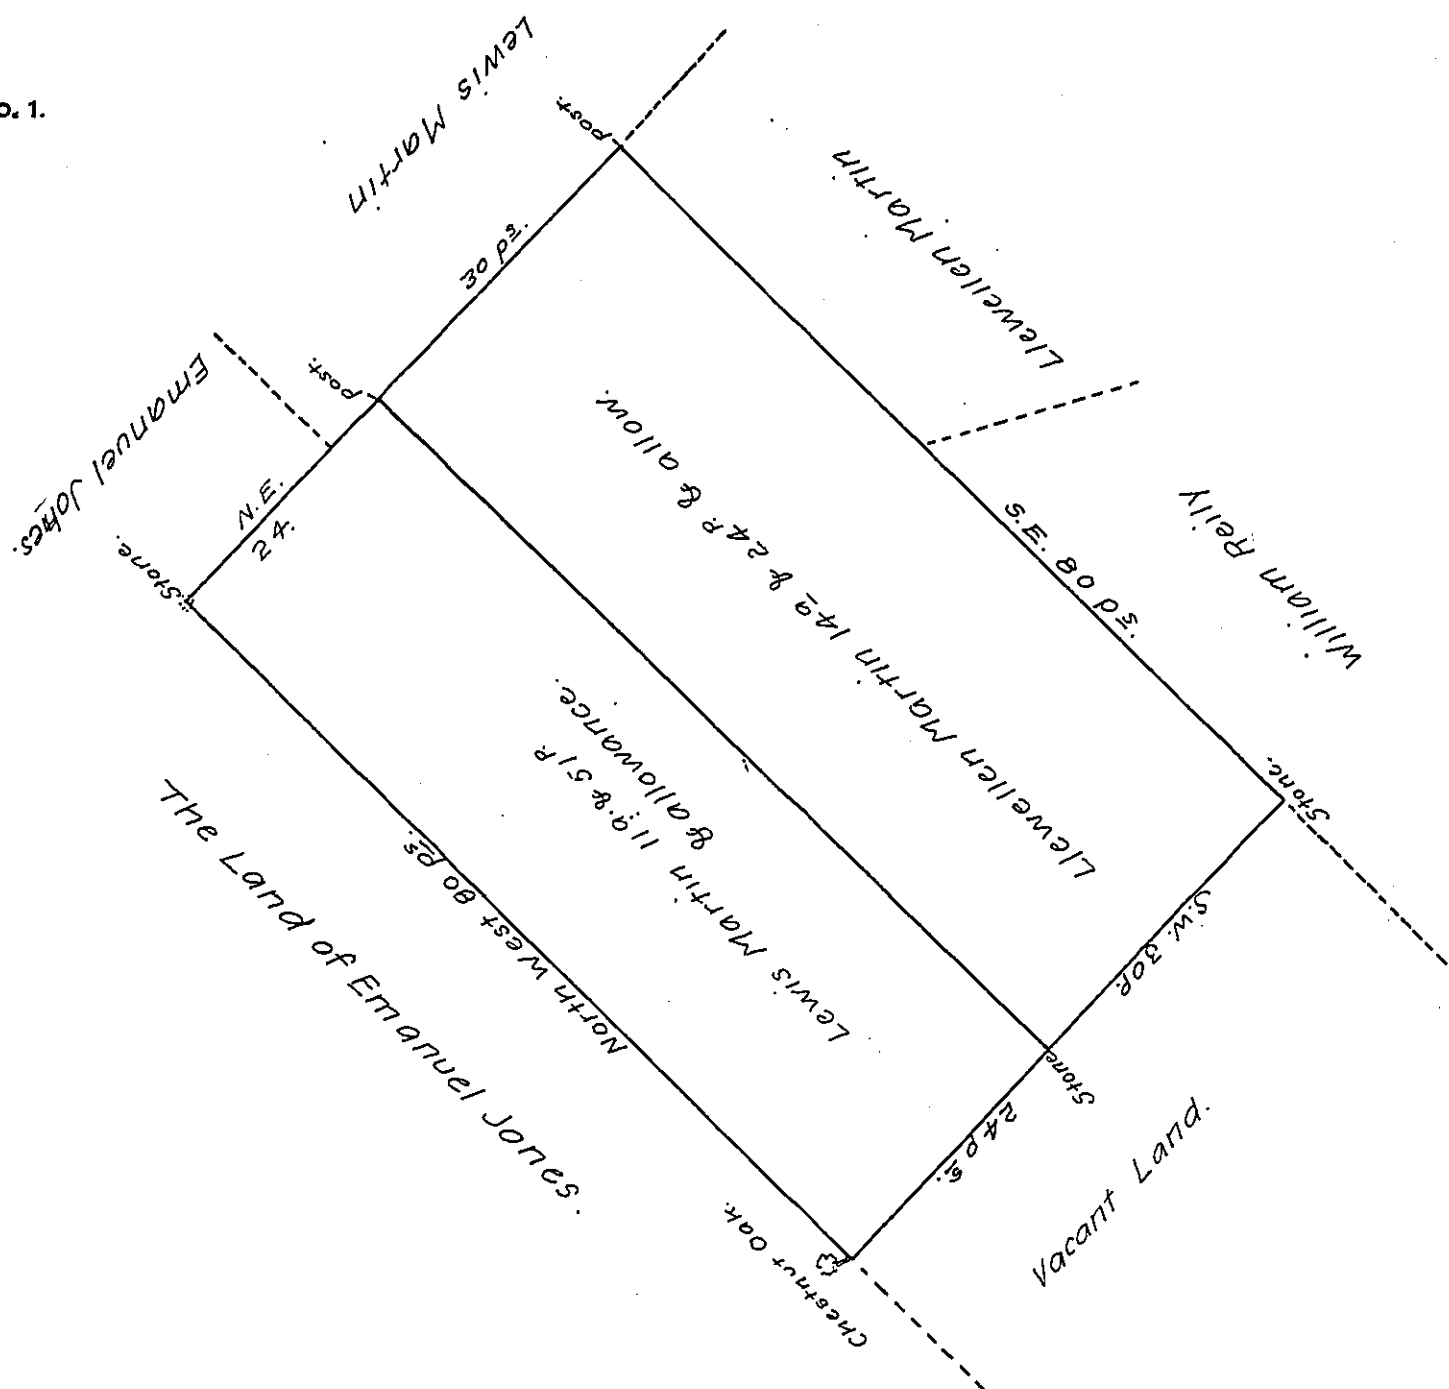 o. 1.
Lewis Martin
post.
Llewellen Martin
30 ps.
Emanuel Jones.
post.
N.E.
24.
Stone.
William Reily
S.E. 80 ps.
Llewellen Martin 14a & 24P & allow.
Stone.
Lewis Martin 11a. & 51P
& allowance.
The Land of Emanuel Jones.
North West 80 ps.
S.W. 30P.
Stone
24 ps.
Vacant Land.
Chestnut Oak.